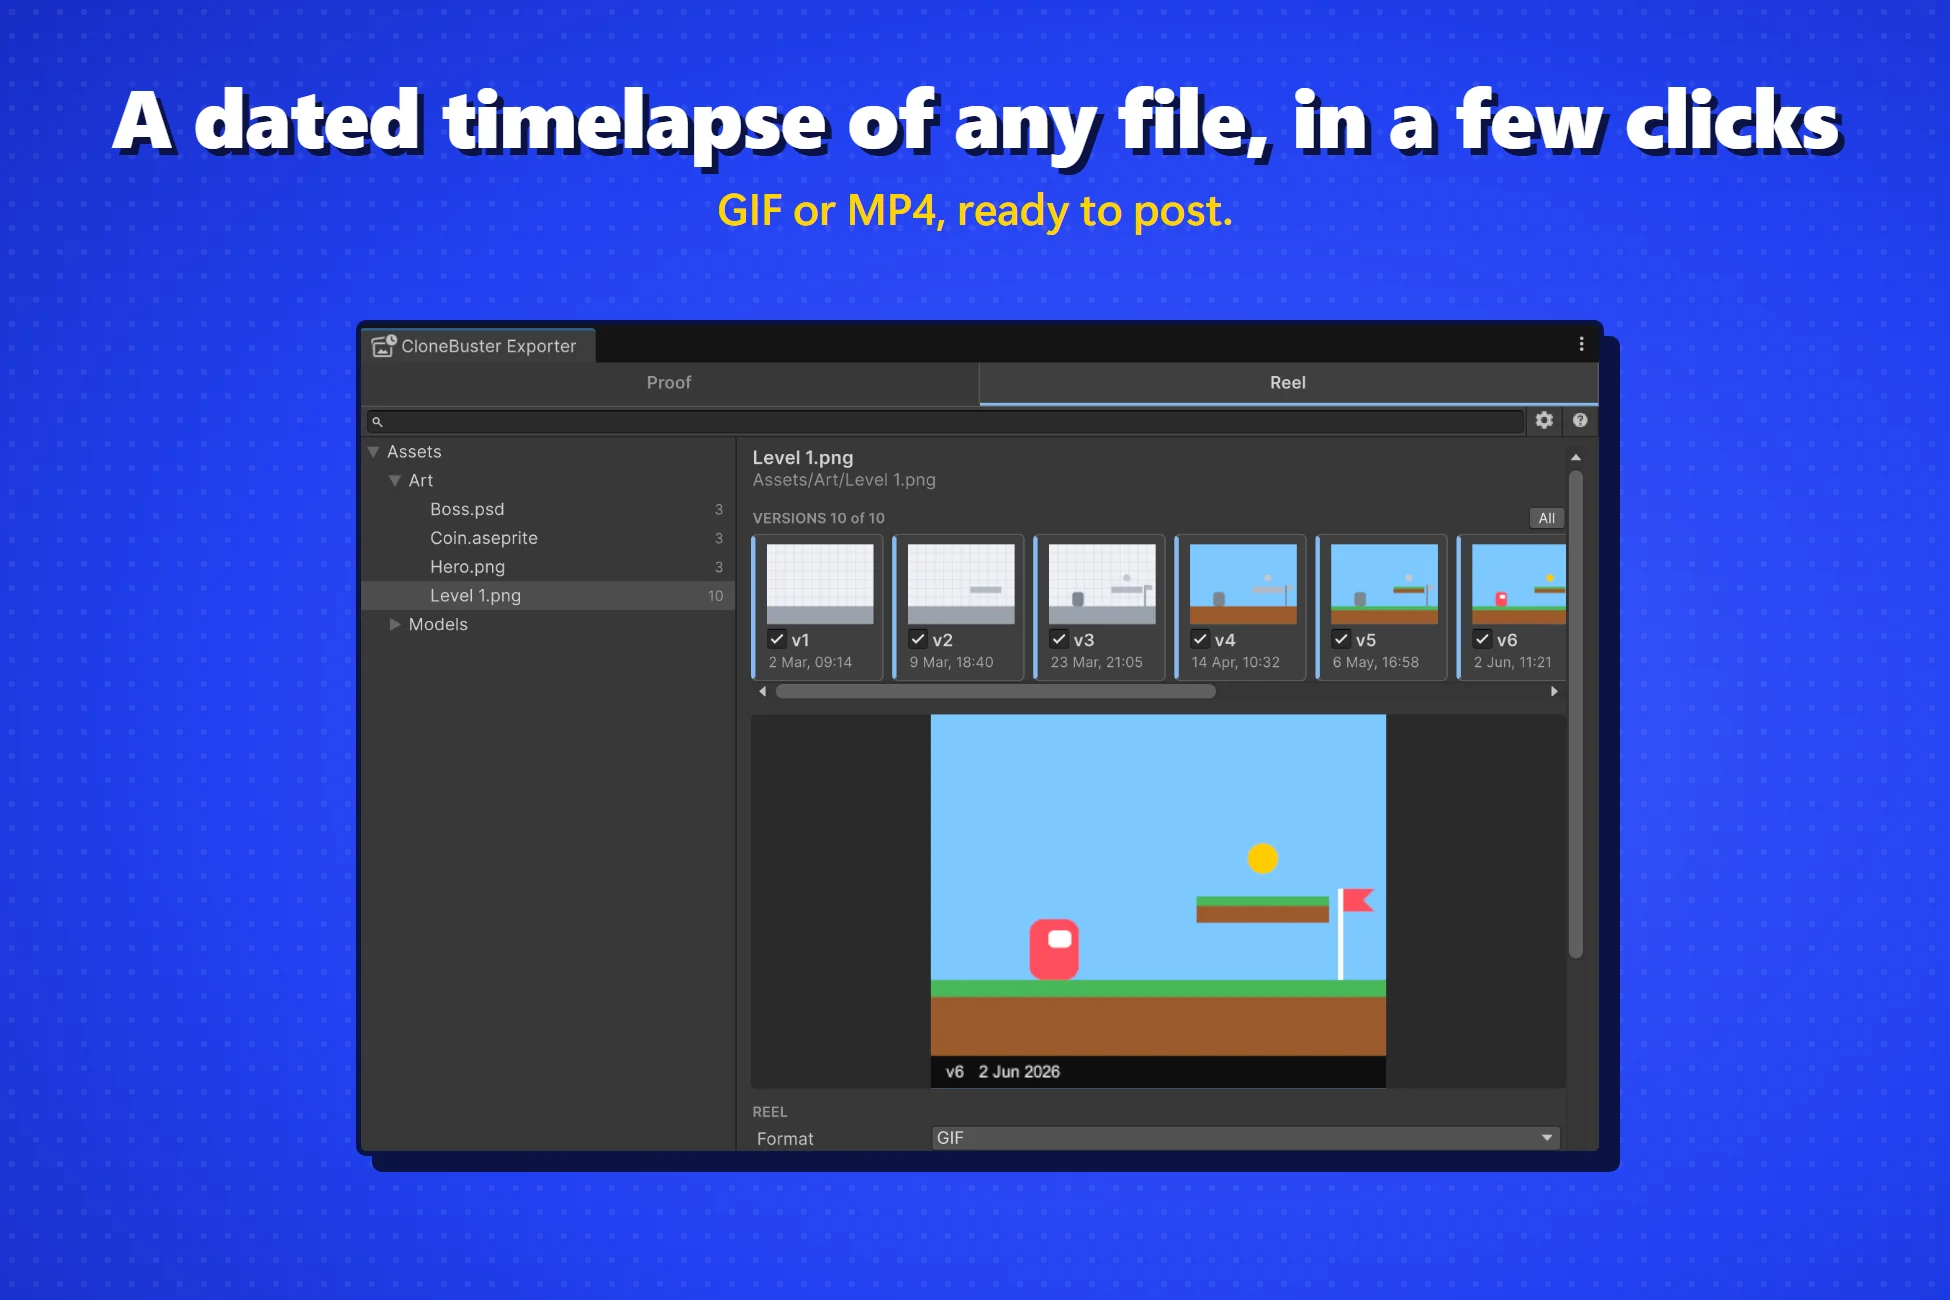 A dated timelapse of any file, in a few clicks
GIF or MP4, ready to post.
CloneBuster Exporter
Proof
Reel
Assets
Art
Boss.psd 3
Coin.aseprite 3
Hero.png 3
Level 1.png 10
Models
Level 1.png
Assets/Art/Level 1.png
VERSIONS 10 of 10
All
v1
2 Mar, 09:14
v2
9 Mar, 18:40
v3
23 Mar, 21:05
v4
14 Apr, 10:32
v5
6 May, 16:58
v6
2 Jun, 11:21
v6 2 Jun 2026
REEL
Format GIF